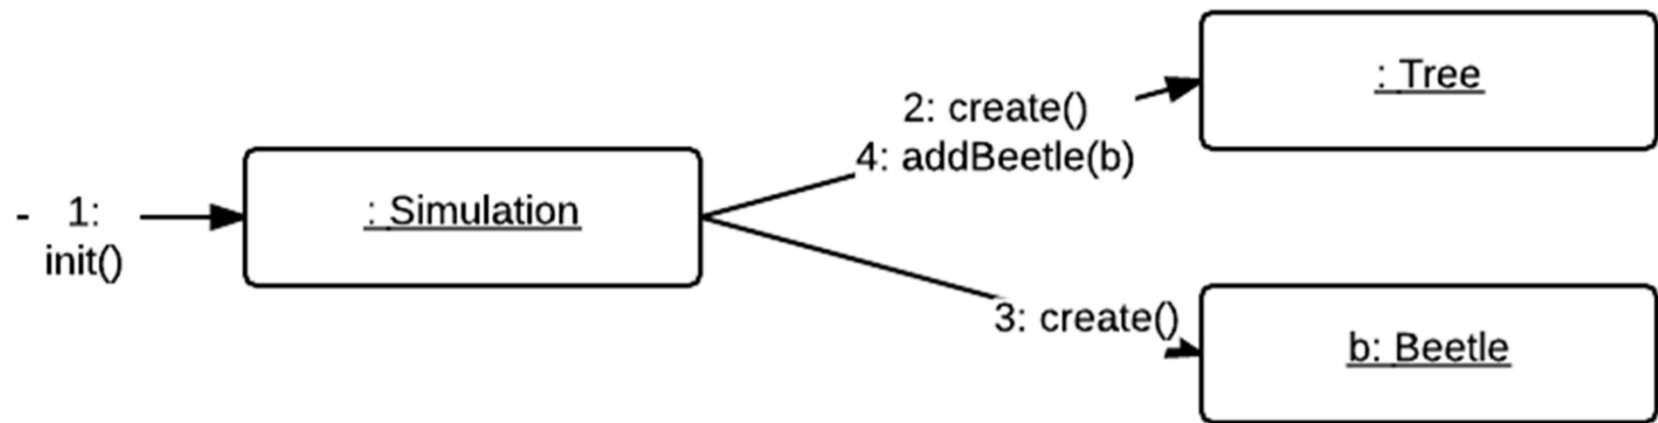 - 1:
init()
: Simulation
2: create()
4: addBeetle(b)
: Tree
3: create()
b: Beetle